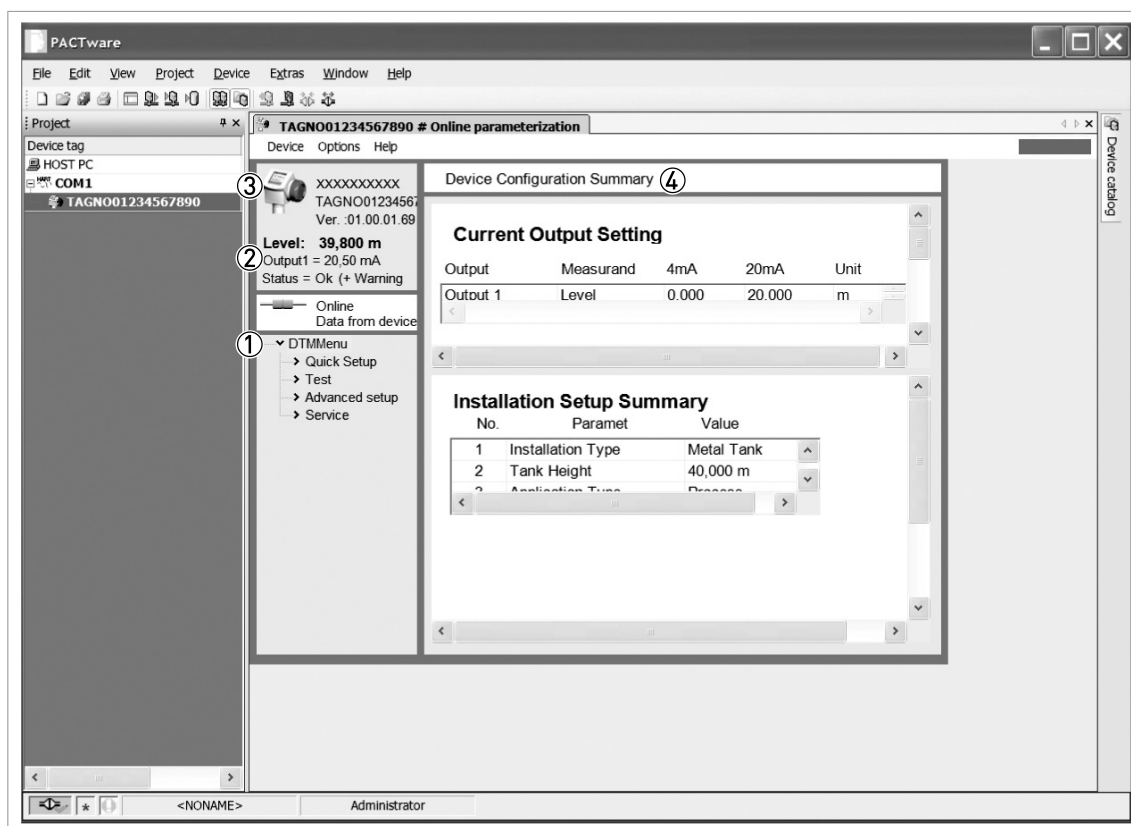 PACTware
File Edit View Project Device Extras Window Help
Project
Device tag
HOST PC
COM1
TAGNO01234567890
TAGNO01234567890 # Online parameterization
Device Options Help
Device catalog
③
XXXXXXXXXX
TAGNO01234567
Ver. :01.00.01.69
Level: 39,800 m
②
Output1 = 20,50 mA
Status = Ok (+ Warning
Online
Data from device
①
DTMMenu
Quick Setup
Test
Advanced setup
Service
Device Configuration Summary ④
Current Output Setting
Output Measurand 4mA 20mA Unit
Output 1 Level 0.000 20.000 m
Installation Setup Summary
No. Paramet Value
1 Installation Type Metal Tank
2 Tank Height 40,000 m
3 Application Type Process
<NONAME> Administrator